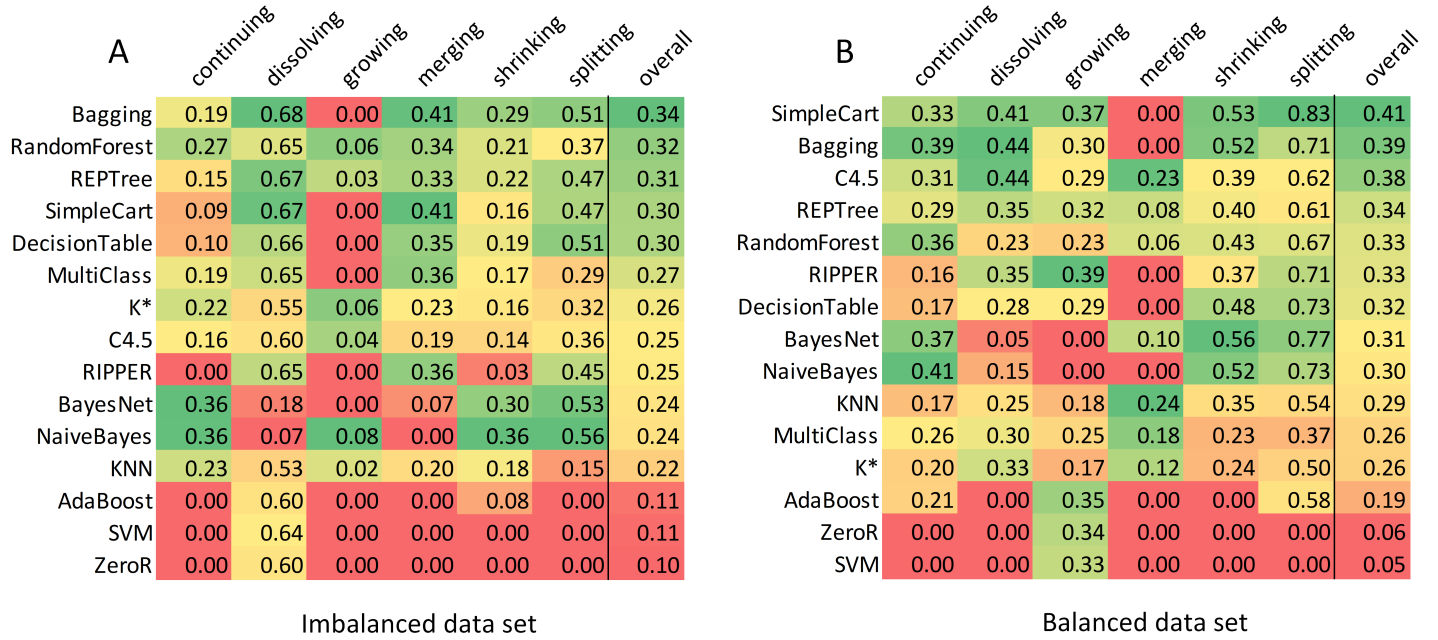 A continuing dissolving growing merging shrinking splitting overall
Bagging 0.19 0.68 0.00 0.41 0.29 0.51 0.34
RandomForest 0.27 0.65 0.06 0.34 0.21 0.37 0.32
REPTree 0.15 0.67 0.03 0.33 0.22 0.47 0.31
SimpleCart 0.09 0.67 0.00 0.41 0.16 0.47 0.30
DecisionTable 0.10 0.66 0.00 0.35 0.19 0.51 0.30
MultiClass 0.19 0.65 0.00 0.36 0.17 0.29 0.27
K* 0.22 0.55 0.06 0.23 0.16 0.32 0.26
C4.5 0.16 0.60 0.04 0.19 0.14 0.36 0.25
RIPPER 0.00 0.65 0.00 0.36 0.03 0.45 0.25
BayesNet 0.36 0.18 0.00 0.07 0.30 0.53 0.24
NaiveBayes 0.36 0.07 0.08 0.00 0.36 0.56 0.24
KNN 0.23 0.53 0.02 0.20 0.18 0.15 0.22
AdaBoost 0.00 0.60 0.00 0.00 0.08 0.00 0.11
SVM 0.00 0.64 0.00 0.00 0.00 0.00 0.11
ZeroR 0.00 0.60 0.00 0.00 0.00 0.00 0.10
Imbalanced data set
B continuing dissolving growing merging shrinking splitting overall
SimpleCart 0.33 0.41 0.37 0.00 0.53 0.83 0.41
Bagging 0.39 0.44 0.30 0.00 0.52 0.71 0.39
C4.5 0.31 0.44 0.29 0.23 0.39 0.62 0.38
REPTree 0.29 0.35 0.32 0.08 0.40 0.61 0.34
RandomForest 0.36 0.23 0.23 0.06 0.43 0.67 0.33
RIPPER 0.16 0.35 0.39 0.00 0.37 0.71 0.33
DecisionTable 0.17 0.28 0.29 0.00 0.48 0.73 0.32
BayesNet 0.37 0.05 0.00 0.10 0.56 0.77 0.31
NaiveBayes 0.41 0.15 0.00 0.00 0.52 0.73 0.30
KNN 0.17 0.25 0.18 0.24 0.35 0.54 0.29
MultiClass 0.26 0.30 0.25 0.18 0.23 0.37 0.26
K* 0.20 0.33 0.17 0.12 0.24 0.50 0.26
AdaBoost 0.21 0.00 0.35 0.00 0.00 0.58 0.19
ZeroR 0.00 0.00 0.34 0.00 0.00 0.00 0.06
SVM 0.00 0.00 0.33 0.00 0.00 0.00 0.05
Balanced data set